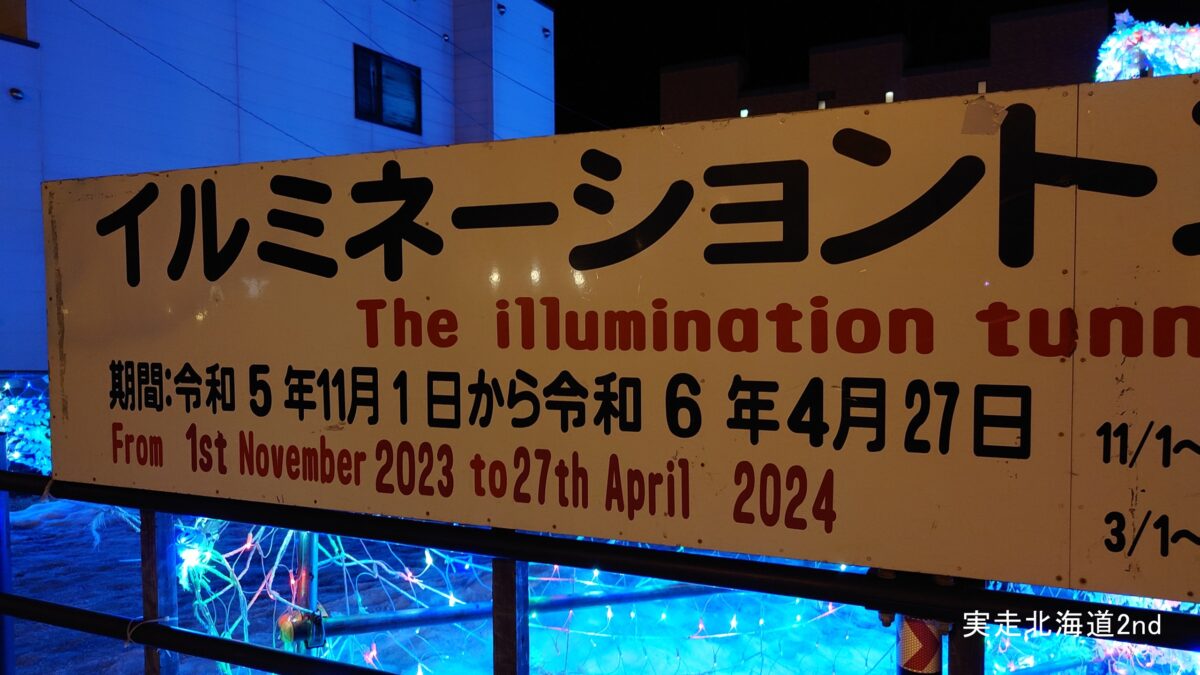 イルミネーショント
The illumination tunn
期間:令和5年11月1日から令和6年4月27日
From 1st November 2023 to 27th April 2024
11/1~
3/1~
実走北海道2nd